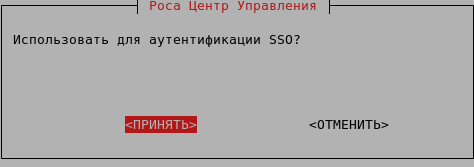 Роса Центр Управления
Использовать для аутентификации SSO?
<ПРИНЯТЬ> <ОТМЕНИТЬ>